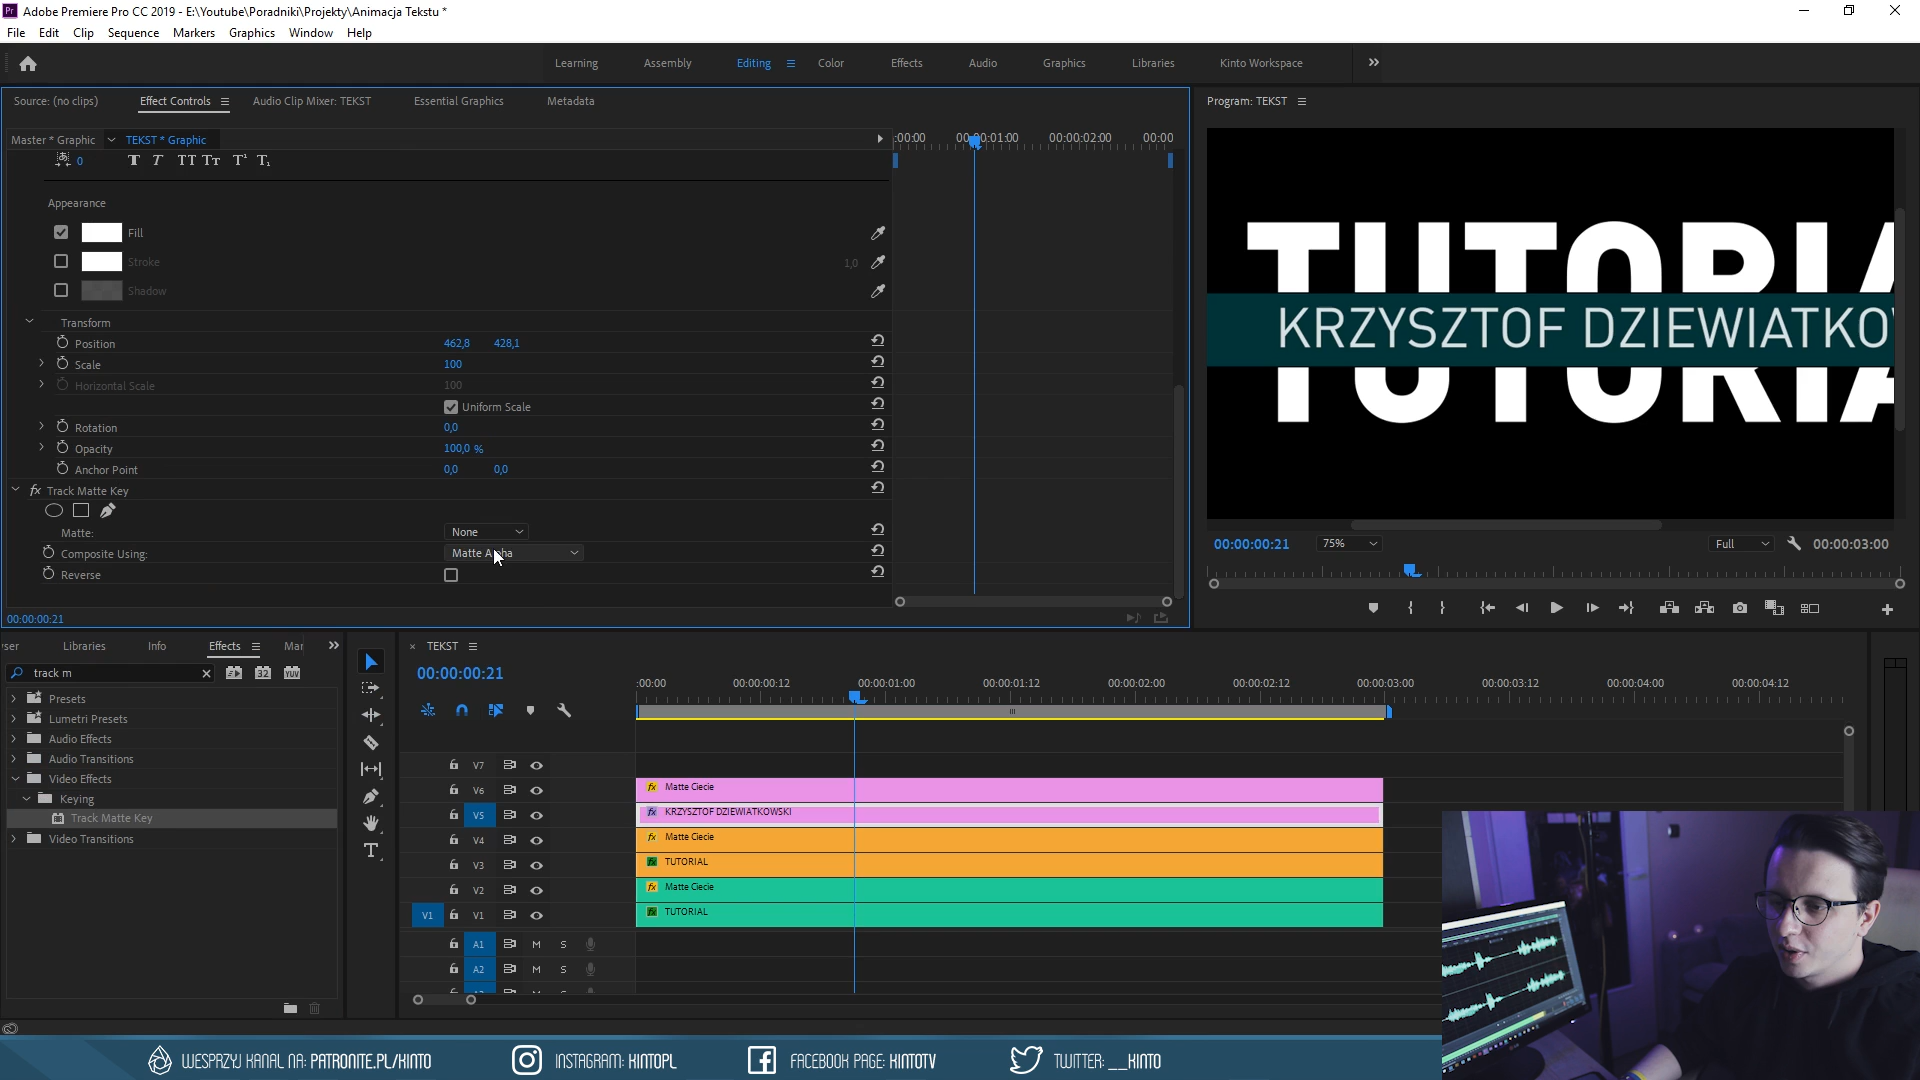 Adobe Premiere Pro CC 2019 - E:\Youtube\Poradniki\Projekty\Animacja Tekstu *
File Edit Clip Sequence Markers Graphics Window Help
Learning Assembly Editing Color Effects Audio Graphics Libraries Kinto Workspace
Source: (no clips) Effect Controls Audio Clip Mixer: TEKST Essential Graphics Metadata
Program: TEKST
Master * Graphic TEKST * Graphic
:00:00 00:00:01:00 00:00:02:00 00:00
0
Appearance
Fill
Stroke 1,0
Shadow
Transform
Position 462,8 428,1
Scale 100
Horizontal Scale 100
Uniform Scale
Rotation 0,0
Opacity 100,0 %
Anchor Point 0,0 0,0
Track Matte Key
Matte: None
Composite Using: Matte Alpha
Reverse
00:00:00:21
TUTORIA
KRZYSZTOF DZIEWIATKO
00:00:00:21 75% Full 00:00:03:00
ser Libraries Info Effects Mar
track m
Presets
Lumetri Presets
Audio Effects
Audio Transitions
Video Effects
Keying
Track Matte Key
Video Transitions
TEKST
00:00:00:21
:00:00 00:00:00:12 00:00:01:00 00:00:01:12 00:00:02:00 00:00:02:12 00:00:03:00 00:00:03:12 00:00:04:00 00:00:04:12
V7
V6 Matte Ciecie
V5 KRZYSZTOF DZIEWIATKOWSKI
V4 Matte Ciecie
V3 TUTORIAL
V2 Matte Ciecie
V1 V1 TUTORIAL
A1 M S
A2 M S
WESPRZYJ KANAŁ NA: PATRONITE.PL/KINTO INSTAGRAM: KINTOPL FACEBOOK PAGE: KINTOTV TWITTER: __KINTO